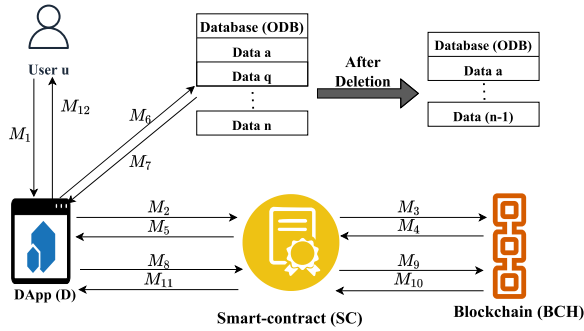 User u
M1
M12
M6
M7
Database (ODB)
Data a
Data q
Data n
After
Deletion
Database (ODB)
Data a
Data (n-1)
M2
M5
M8
M11
M3
M4
M9
M10
DApp (D)
Smart-contract (SC)
Blockchain (BCH)